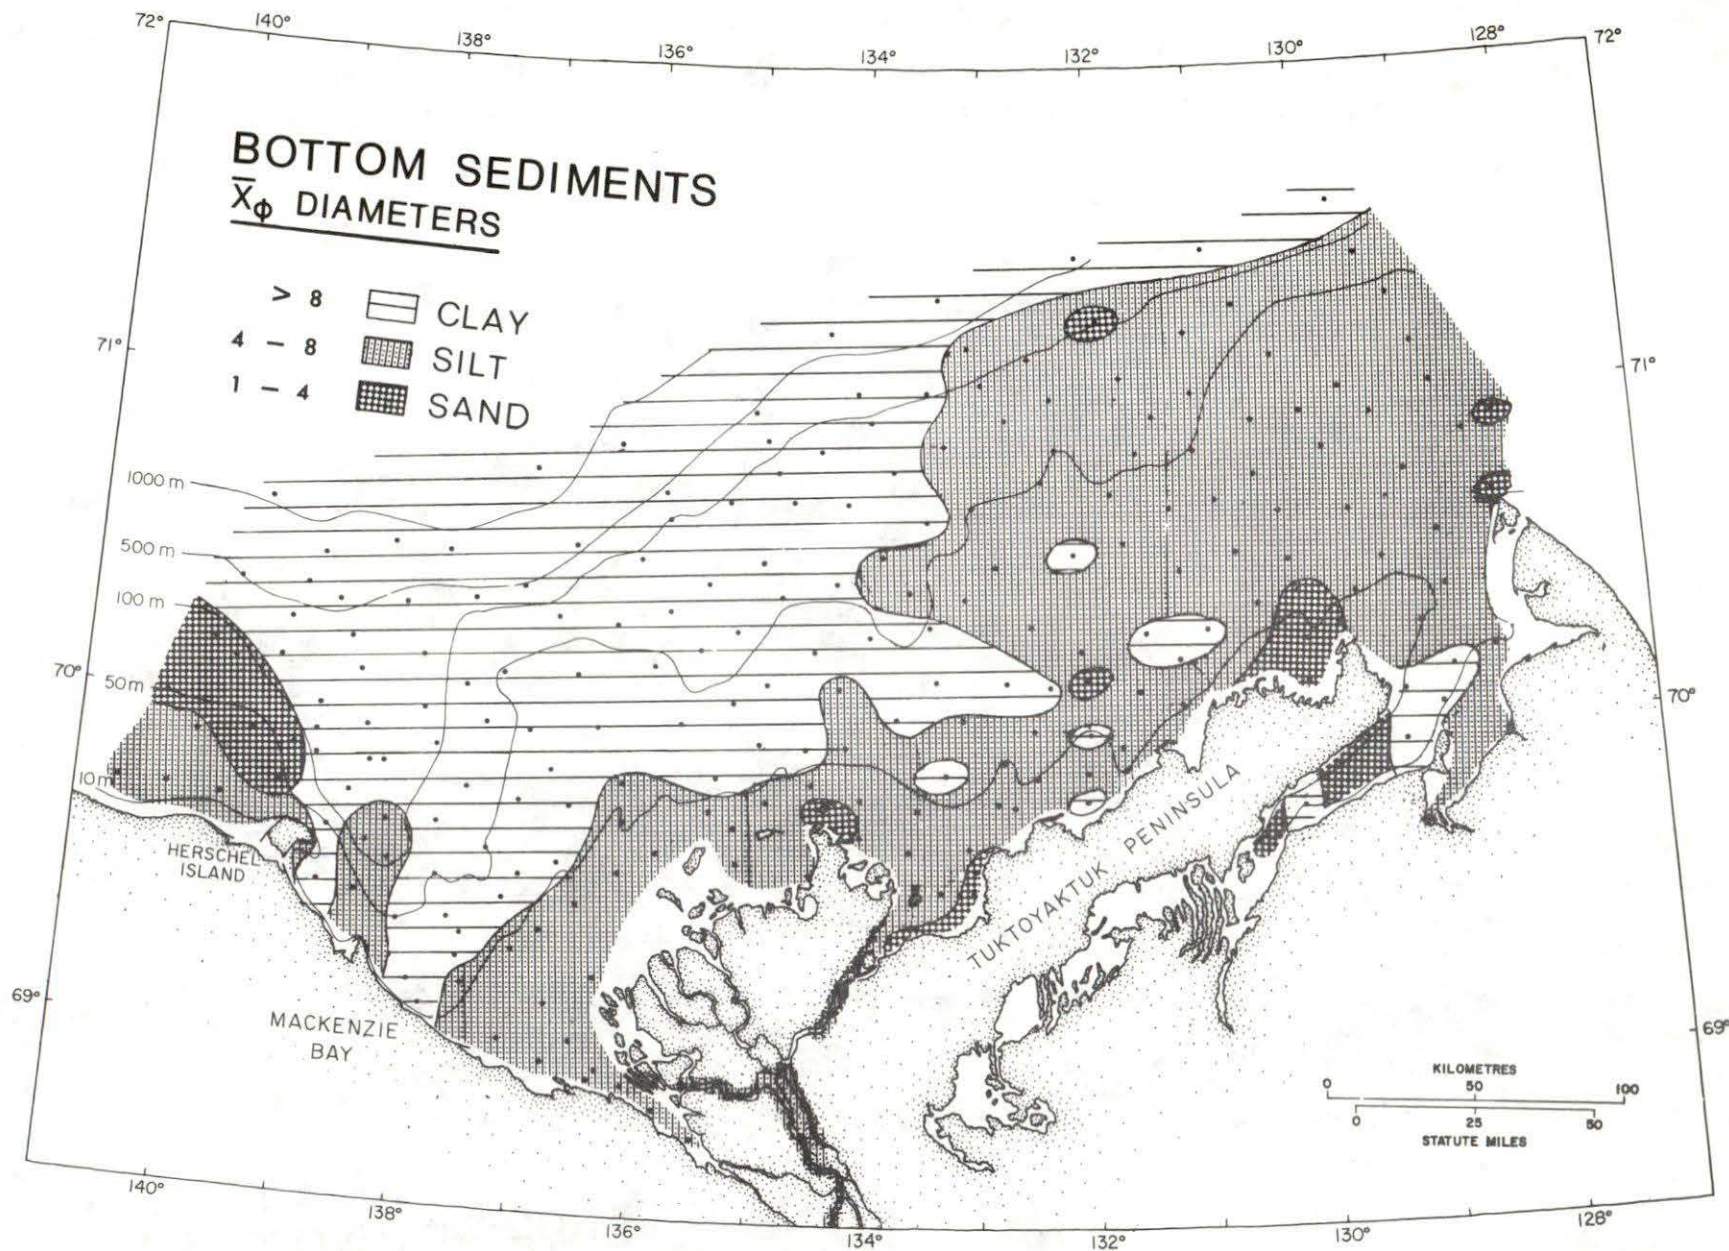 72° 140° 138° 136° 134° 132° 130° 128° 72°
BOTTOM SEDIMENTS
X̅ϕ DIAMETERS
> 8 CLAY
4 – 8 SILT
1 – 4 SAND
71° 71°
1000 m
500 m
100 m
70° 50m 70°
10m
HERSCHEL
ISLAND
TUKTOYAKTUK PENINSULA
69° 69°
MACKENZIE
BAY
KILOMETRES
0 50 100
0 25 50
STATUTE MILES
140° 138° 136° 134° 132° 130° 128°